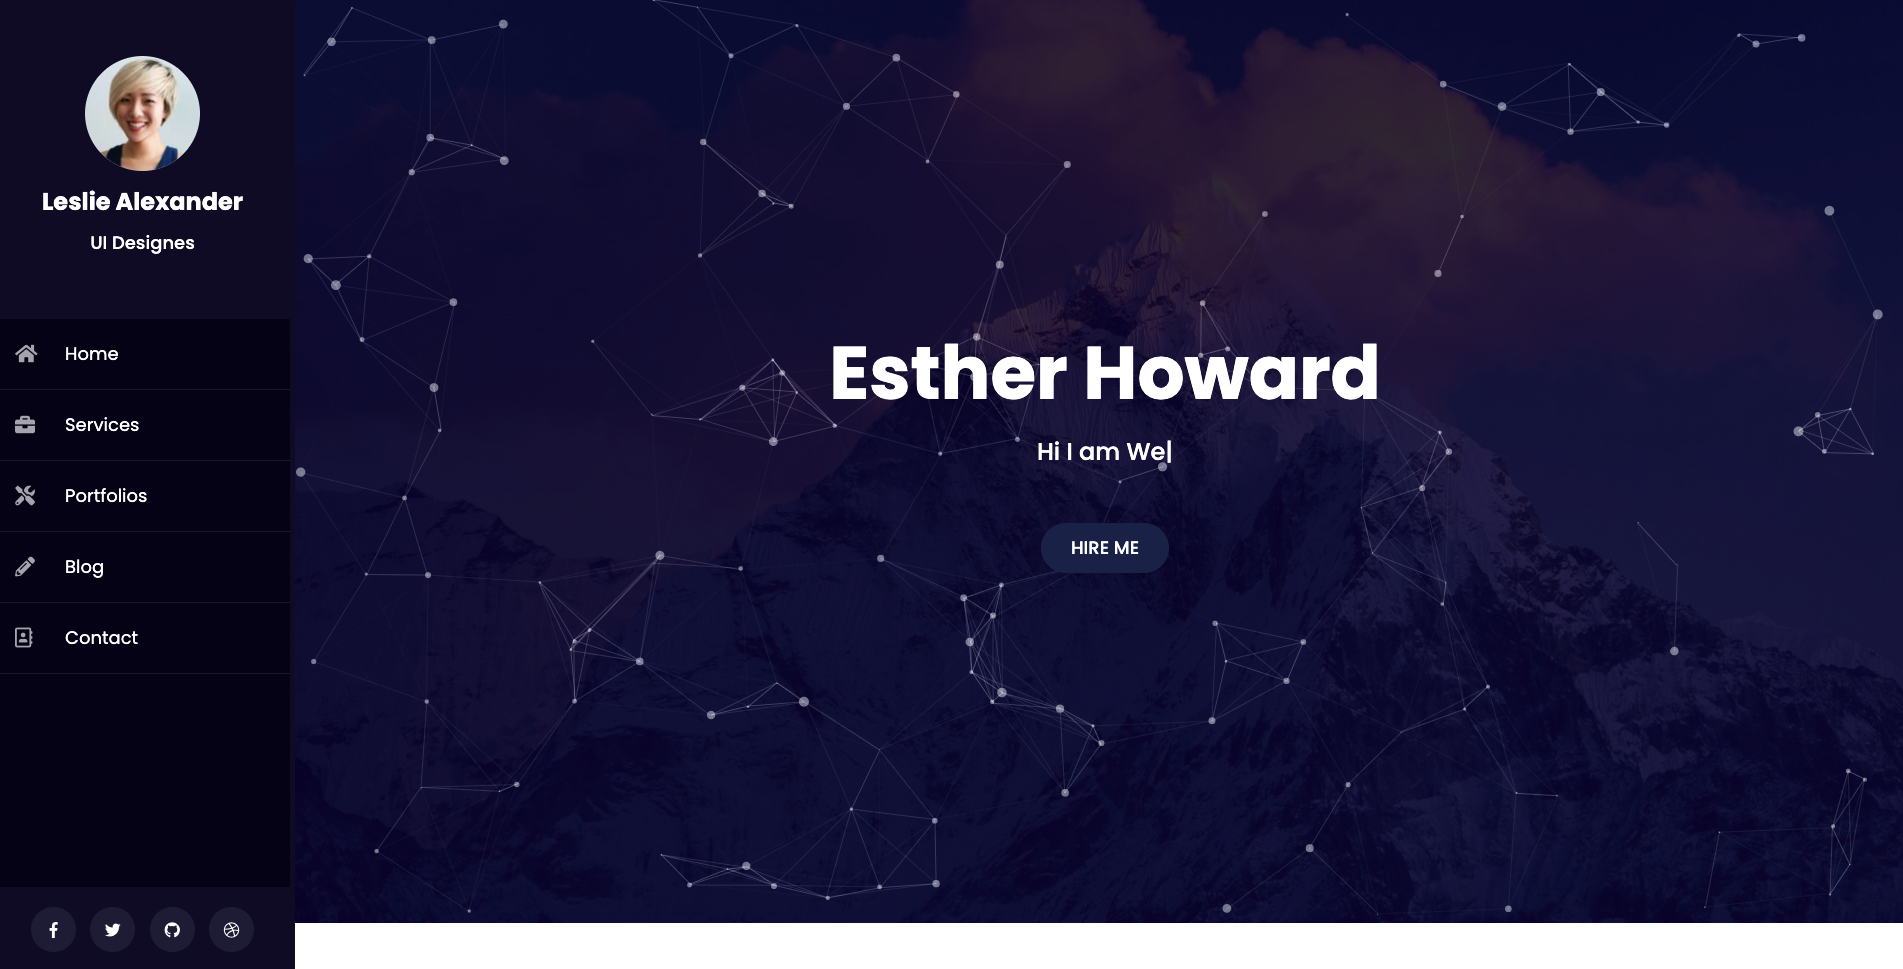 Leslie Alexander
UI Designes
Home
Services
Portfolios
Blog
Contact
Esther Howard
Hi I am We|
HIRE ME